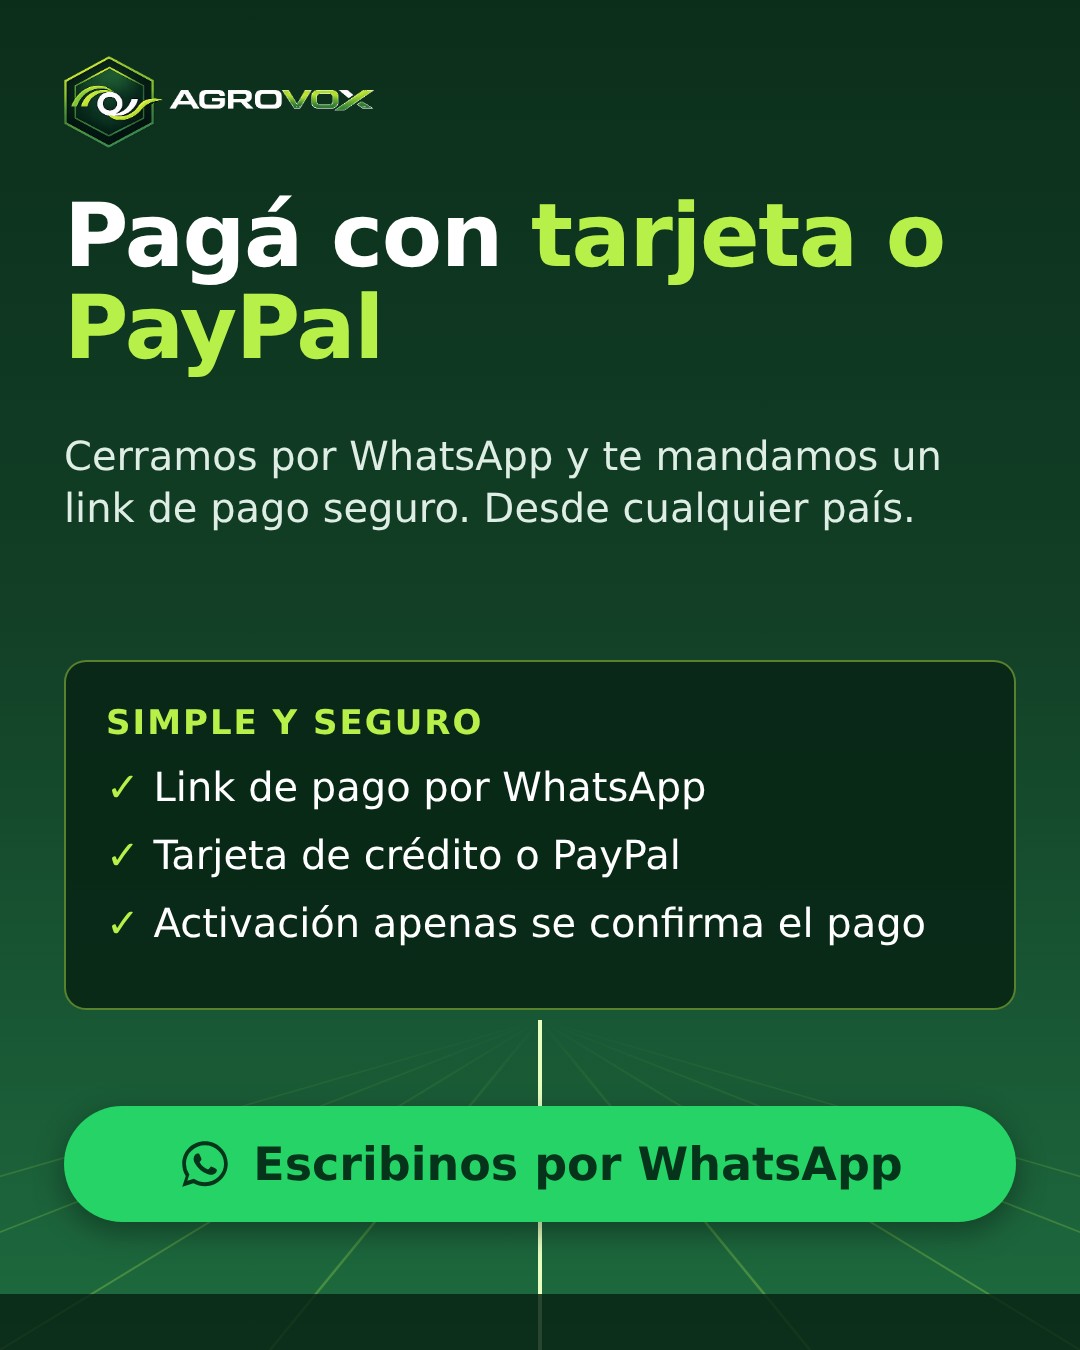 AGROVOX
Pagá con tarjeta o
PayPal
Cerramos por WhatsApp y te mandamos un
link de pago seguro. Desde cualquier país.
SIMPLE Y SEGURO
✓ Link de pago por WhatsApp
✓ Tarjeta de crédito o PayPal
✓ Activación apenas se confirma el pago
Escribinos por WhatsApp